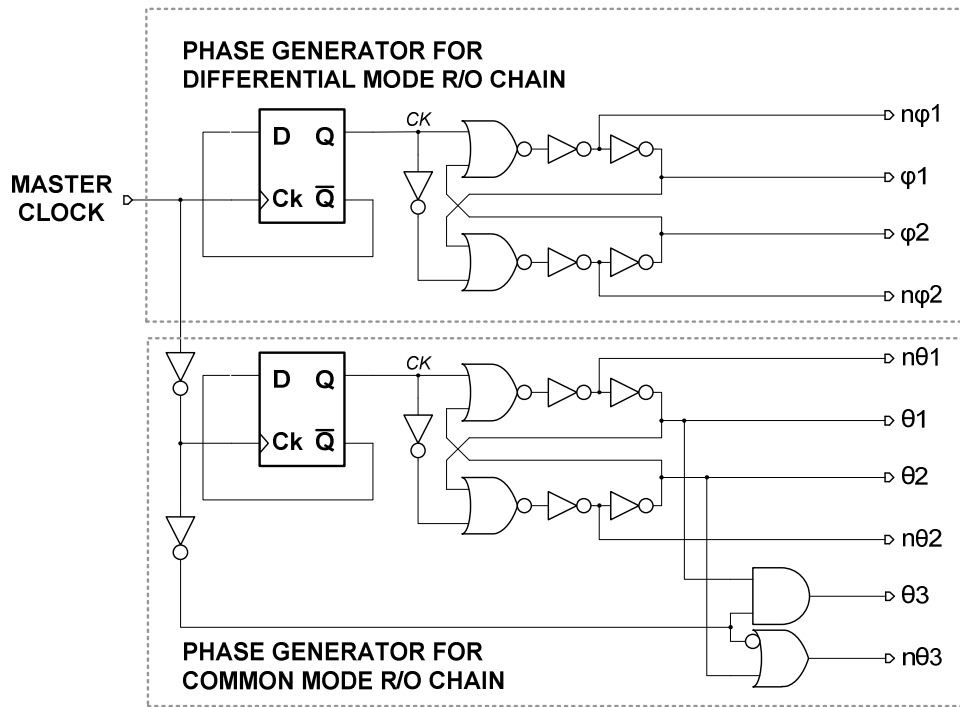 PHASE GENERATOR FOR
DIFFERENTIAL MODE R/O CHAIN
MASTER
CLOCK
D Q
Ck Q̅
CK
nφ1
φ1
φ2
nφ2
D Q
Ck Q̅
CK
nθ1
θ1
θ2
nθ2
θ3
nθ3
PHASE GENERATOR FOR
COMMON MODE R/O CHAIN